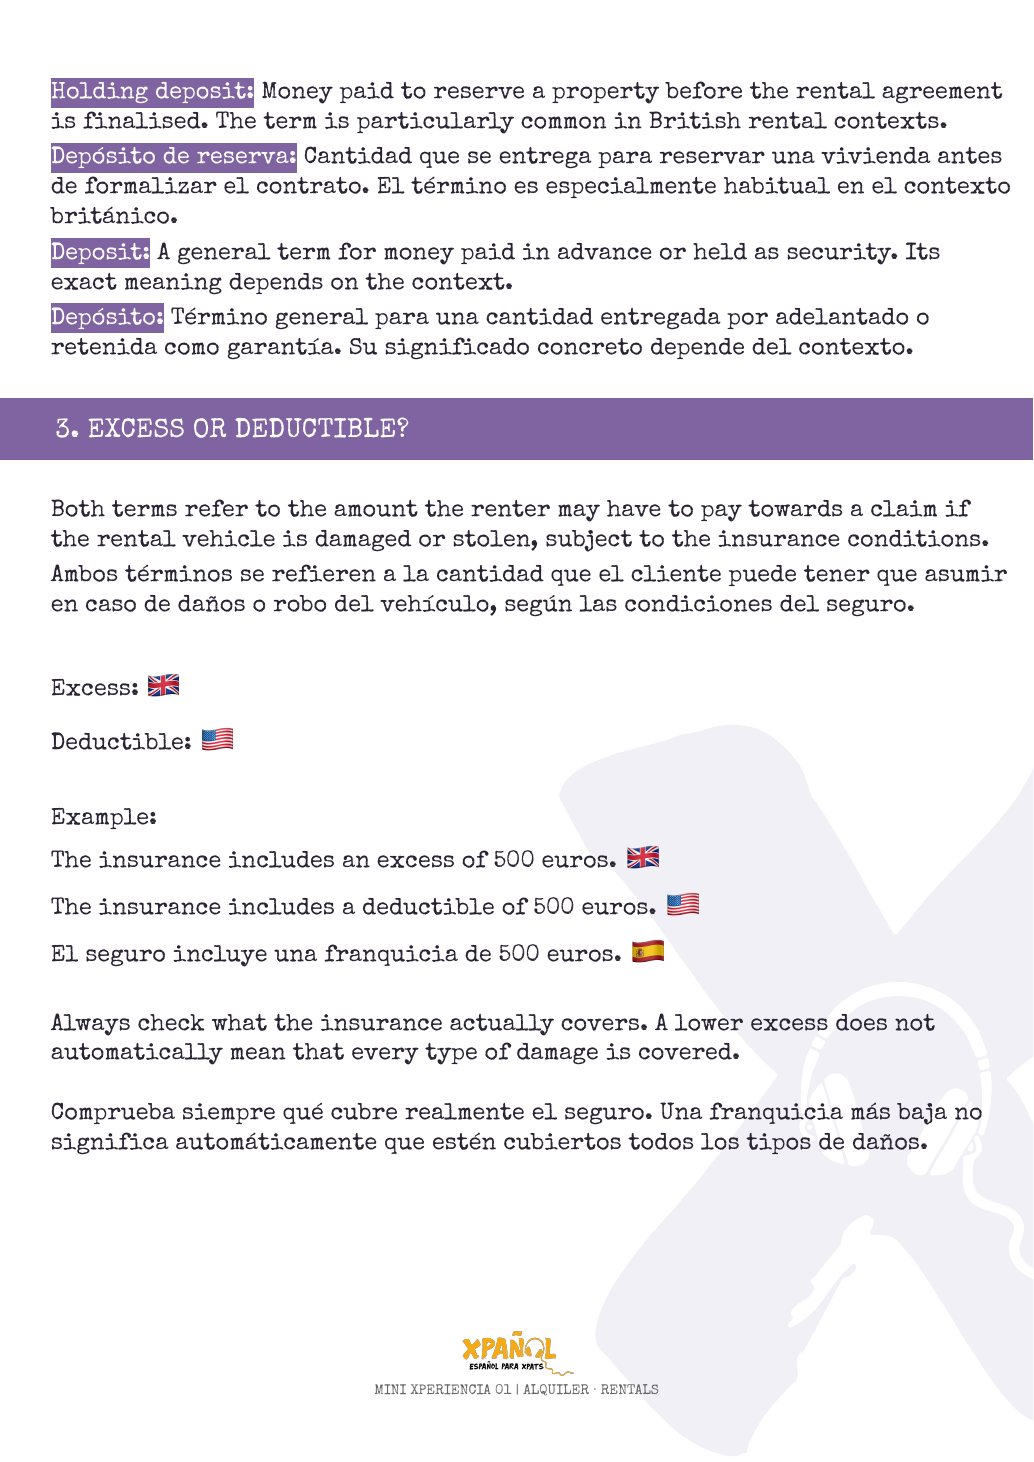 Holding deposit: Money paid to reserve a property before the rental agreement
is finalised. The term is particularly common in British rental contexts.
Depósito de reserva: Cantidad que se entrega para reservar una vivienda antes
de formalizar el contrato. El término es especialmente habitual en el contexto
británico.
Deposit: A general term for money paid in advance or held as security. Its
exact meaning depends on the context.
Depósito: Término general para una cantidad entregada por adelantado o
retenida como garantía. Su significado concreto depende del contexto.
3. EXCESS OR DEDUCTIBLE?
Both terms refer to the amount the renter may have to pay towards a claim if
the rental vehicle is damaged or stolen, subject to the insurance conditions.
Ambos términos se refieren a la cantidad que el cliente puede tener que asumir
en caso de daños o robo del vehículo, según las condiciones del seguro.
Excess: 🇬🇧
Deductible: 🇺🇸
Example:
The insurance includes an excess of 500 euros. 🇬🇧
The insurance includes a deductible of 500 euros. 🇺🇸
El seguro incluye una franquicia de 500 euros. 🇪🇸
Always check what the insurance actually covers. A lower excess does not
automatically mean that every type of damage is covered.
Comprueba siempre qué cubre realmente el seguro. Una franquicia más baja no
significa automáticamente que estén cubiertos todos los tipos de daños.
XPAÑOL
ESPAÑOL PARA XPATS
MINI XPERIENCIA 01 | ALQUILER · RENTALS